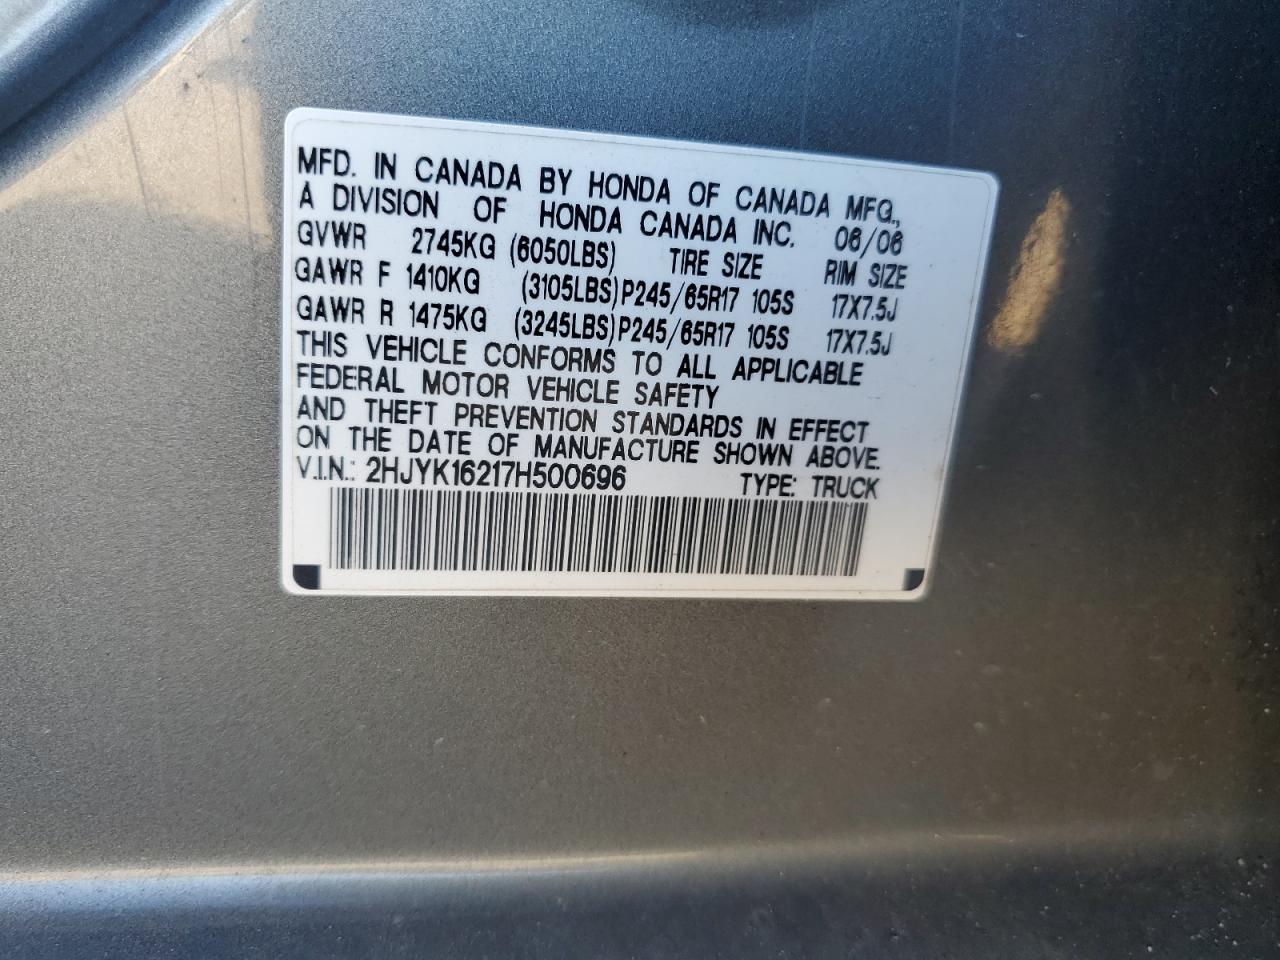 MFD. IN CANADA BY HONDA OF CANADA MFG.,
A DIVISION OF HONDA CANADA INC. 06/06
GVWR 2745KG (6050LBS) TIRE SIZE RIM SIZE
GAWR F 1410KG (3105LBS) P245/65R17 105S 17X7.5J
GAWR R 1475KG (3245LBS) P245/65R17 105S 17X7.5J
THIS VEHICLE CONFORMS TO ALL APPLICABLE
FEDERAL MOTOR VEHICLE SAFETY
AND THEFT PREVENTION STANDARDS IN EFFECT
ON THE DATE OF MANUFACTURE SHOWN ABOVE.
V.I.N.: 2HJYK16217H500696 TYPE: TRUCK